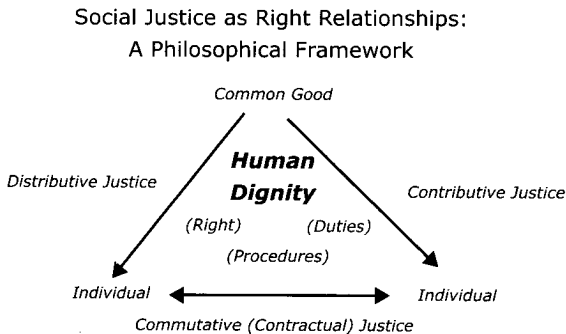 Social Justice as Right Relationships:
A Philosophical Framework
Common Good
Human
Dignity
Distributive Justice
Contributive Justice
(Right) (Duties)
(Procedures)
Individual
Individual
Commutative (Contractual) Justice